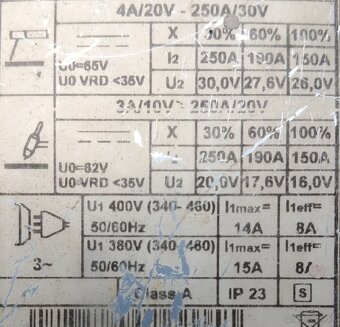 4A/20V - 250A/30V
X 30% 60% 100%
I2 250A 190A 150A
U0=65V
U0 VRD <35V U2 30,0V 27,6V 26,0V
3A/10V - 250A/20V
X 30% 60% 100%
I2 250A 190A 150A
U0=62V
U0 VRD <35V U2 20,0V 17,6V 16,0V
U1 400V (340- 460) I1max= I1eff=
50/60Hz 14A 8A
U1 380V (340-460) I1max= I1eff=
3~ 50/60Hz 15A 8A
Class A IP 23 S